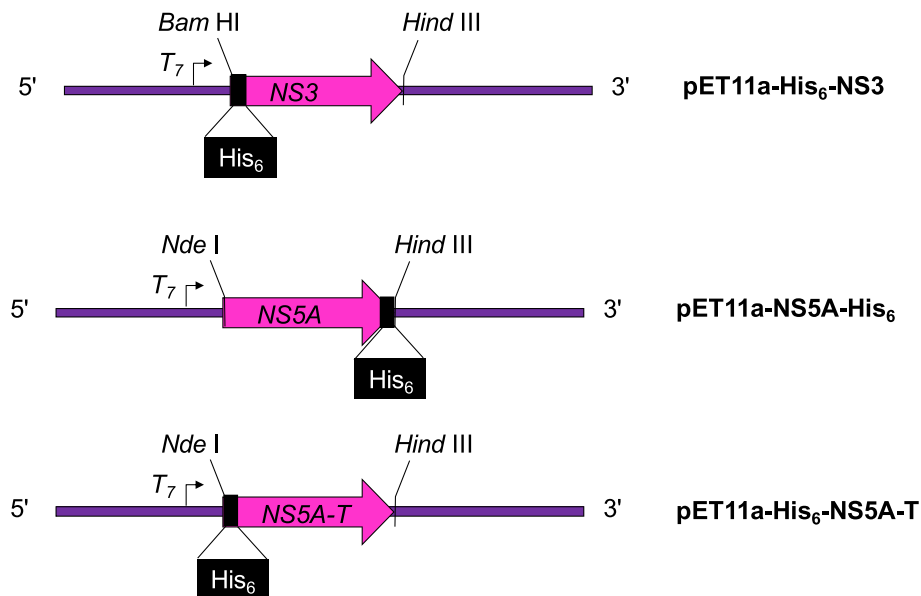 Bam HI Hind III
T7
5' NS3 3' pET11a-His6-NS3
His6
Nde I Hind III
T7
5' NS5A 3' pET11a-NS5A-His6
His6
Nde I Hind III
T7
5' NS5A-T 3' pET11a-His6-NS5A-T
His6